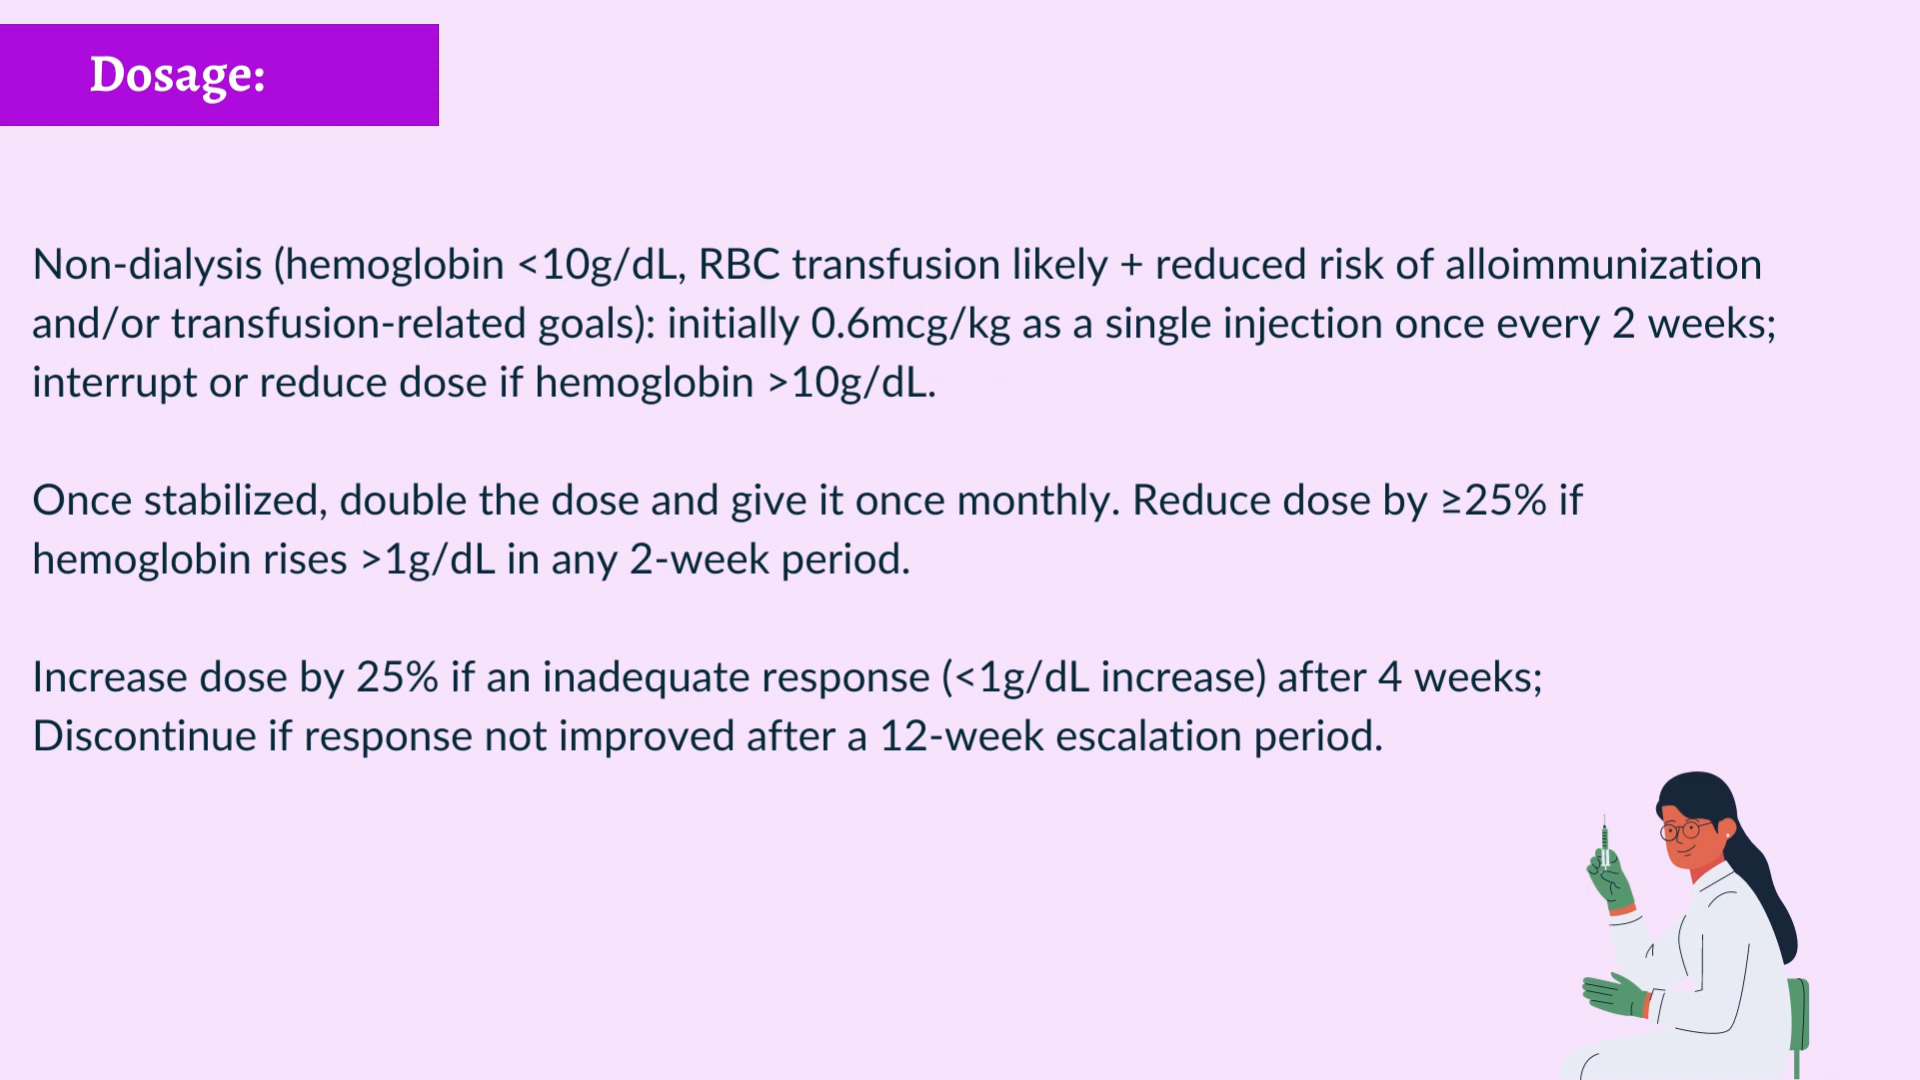 Dosage:
Non-dialysis (hemoglobin <10g/dL, RBC transfusion likely + reduced risk of alloimmunization
and/or transfusion-related goals): initially 0.6mcg/kg as a single injection once every 2 weeks;
interrupt or reduce dose if hemoglobin >10g/dL.
Once stabilized, double the dose and give it once monthly. Reduce dose by ≥25% if
hemoglobin rises >1g/dL in any 2-week period.
Increase dose by 25% if an inadequate response (<1g/dL increase) after 4 weeks;
Discontinue if response not improved after a 12-week escalation period.